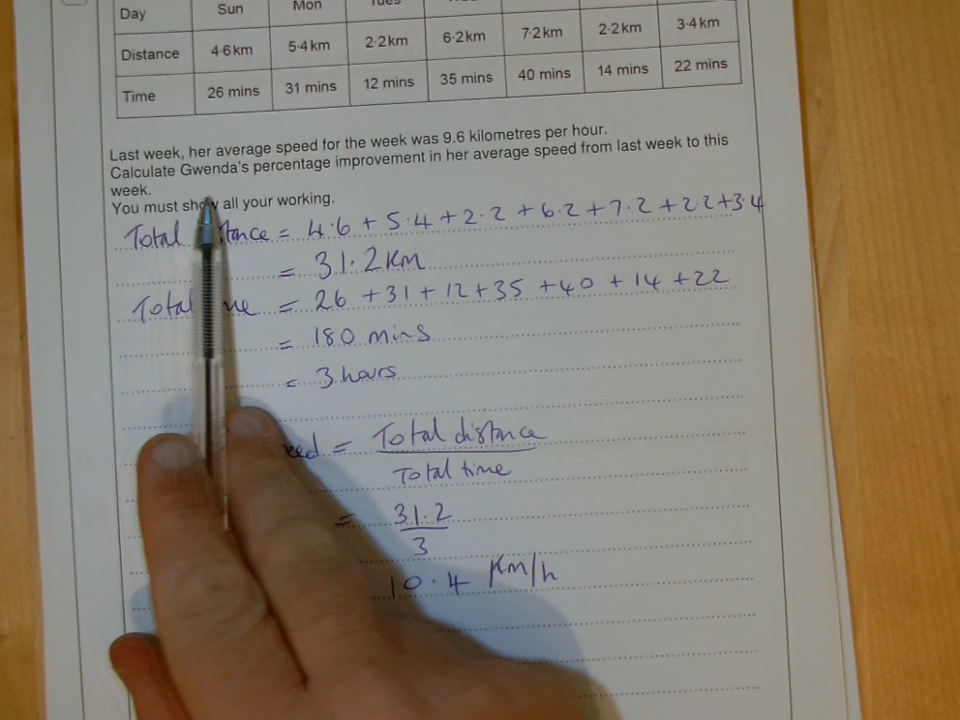 Day Sun Mon Tues
Distance 4·6 km 5·4 km 2·2 km 6·2 km 7·2 km 2·2 km 3·4 km
Time 26 mins 31 mins 12 mins 35 mins 40 mins 14 mins 22 mins
Last week, her average speed for the week was 9.6 kilometres per hour.
Calculate Gwenda's percentage improvement in her average speed from last week to this
week.
You must show all your working.
Total = 4.6 + 5.4 + 2.2 + 6.2 + 7.2 + 2.2 + 3.4
= 31.2 km
Total = 26 + 31 + 12 + 35 + 40 + 14 + 22
= 180 mins
= 3 hours
= Total distance
Total time
= 31.2
3
10.4 Km/h